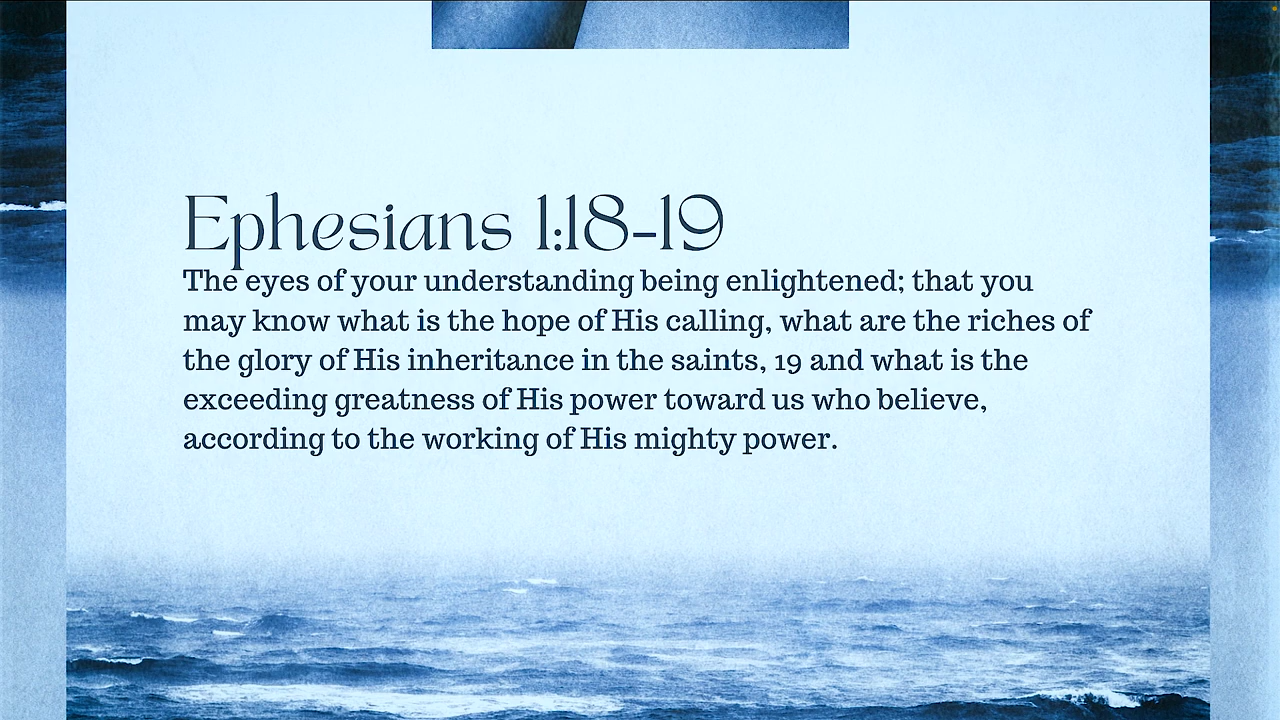 Ephesians 1:18-19
The eyes of your understanding being enlightened; that you
may know what is the hope of His calling, what are the riches of
the glory of His inheritance in the saints, 19 and what is the
exceeding greatness of His power toward us who believe,
according to the working of His mighty power.